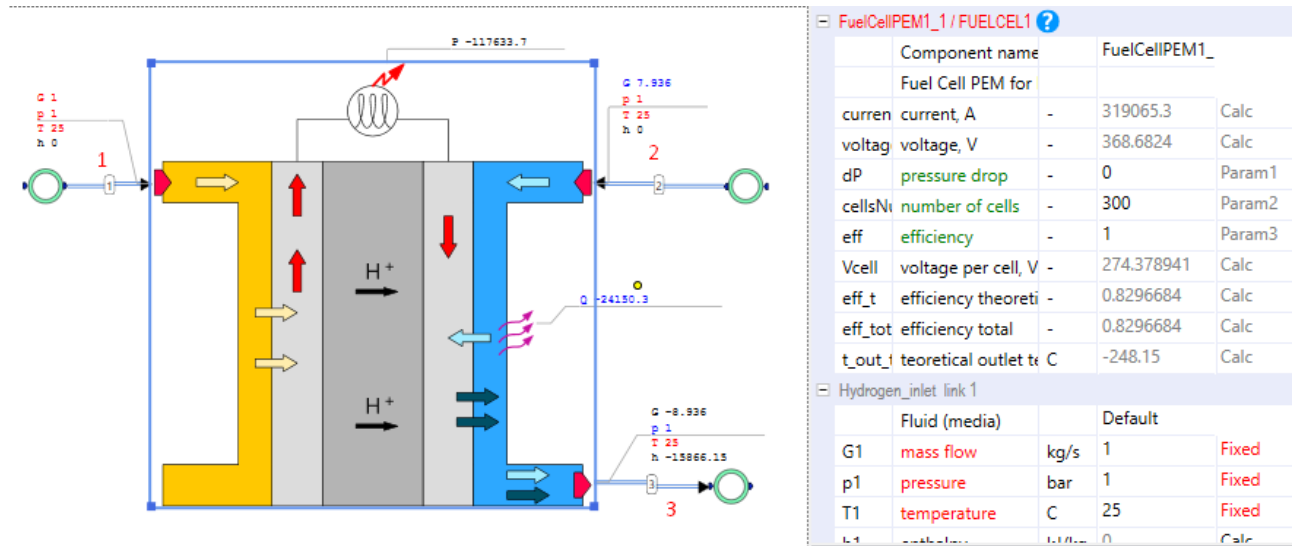 P -117633.7
G 1
p 1
T 25
h 0
1
1
G 7.936
p 1
T 25
h 0
2
2
H+
Q -24150.3
H+
G -8.936
p 1
T 25
h -15866.15
3
3
FuelCellPEM1_1 / FUELCEL1 ?
Component name FuelCellPEM1_
Fuel Cell PEM for
curren current, A - 319065.3 Calc
voltag voltage, V - 368.6824 Calc
dP pressure drop - 0 Param1
cellsNu number of cells - 300 Param2
eff efficiency - 1 Param3
Vcell voltage per cell, V - 274.378941 Calc
eff_t efficiency theoreti - 0.8296684 Calc
eff_tot efficiency total - 0.8296684 Calc
t_out_t teoretical outlet te C -248.15 Calc
Hydrogen_inlet link 1
Fluid (media) Default
G1 mass flow kg/s 1 Fixed
p1 pressure bar 1 Fixed
T1 temperature C 25 Fixed